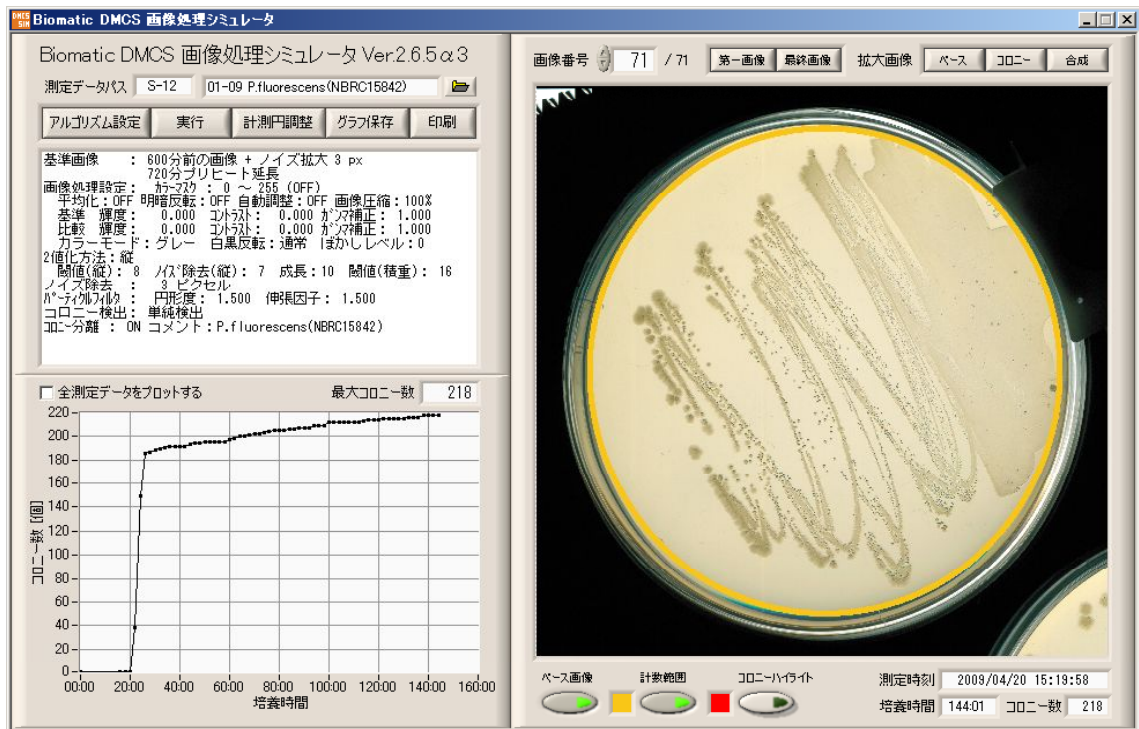 Biomatic DMCS 画像処理シミュレータ
Biomatic DMCS 画像処理シミュレータ Ver.2.6.5α3
測定データパス S-12 01-09 P.fluorescens(NBRC15842)
アルゴリズム設定 実行 計測円調整 グラフ保存 印刷
基準画像 : 600分前の画像 + ノイズ拡大 3 px
720分プリヒート延長
画像処理設定: ｶﾗｰﾏｽｸ : 0 ～ 255 (OFF)
平均化:OFF 明暗反転:OFF 自動調整:OFF 画像圧縮:100%
基準 輝度: 0.000 ｺﾝﾄﾗｽﾄ: 0.000 ｶﾞﾝﾏ補正: 1.000
比較 輝度: 0.000 ｺﾝﾄﾗｽﾄ: 0.000 ｶﾞﾝﾏ補正: 1.000
カラーモード:グレー 白黒反転:通常 ぼかしレベル:0
2値化方法:縦
閾値(縦): 8 ﾉｲｽﾞ除去(縦): 7 成長:10 閾値(積重): 16
ノイズ除去 : 3 ピクセル
ﾊﾟｰﾃｨｸﾙﾌｨﾙﾀ : 円形度: 1.500 伸張因子: 1.500
コロニー検出: 単純検出
ｺﾛﾆｰ分離 : ON コメント:P.fluorescens(NBRC15842)
全測定データをプロットする 最大コロニー数 218
コロニー数 [個]
220
200
180
160
140
120
100
80
60
40
20
0
00:00 20:00 40:00 60:00 80:00 100:00 120:00 140:00 160:00
培養時間
画像番号 71 / 71 第一画像 最終画像 拡大画像 ベース コロニー 合成
ベース画像 計数範囲 コロニーハイライト
測定時刻 2009/04/20 15:19:58
培養時間 144:01 コロニー数 218